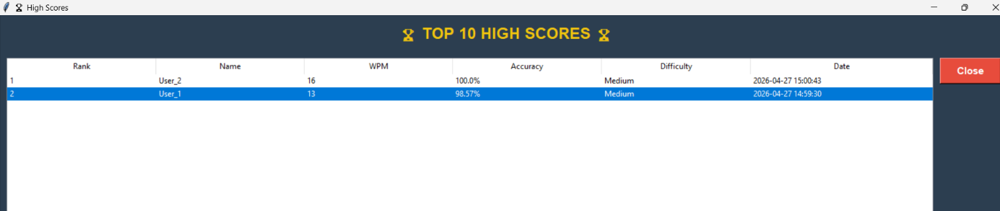 🏆 High Scores
🏆 TOP 10 HIGH SCORES 🏆
Rank Name WPM Accuracy Difficulty Date
Close
1 User_2 16 100.0% Medium 2026-04-27 15:00:43
2 User_1 13 98.57% Medium 2026-04-27 14:59:30